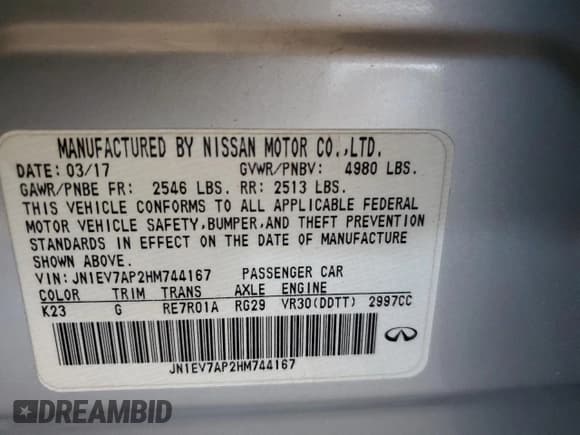 MANUFACTURED BY NISSAN MOTOR CO.,LTD.
DATE: 03/17 GVWR/PNBV: 4980 LBS.
GAWR/PNBE FR: 2546 LBS. RR: 2513 LBS.
THIS VEHICLE CONFORMS TO ALL APPLICABLE FEDERAL
MOTOR VEHICLE SAFETY,BUMPER,AND THEFT PREVENTION
STANDARDS IN EFFECT ON THE DATE OF MANUFACTURE
SHOWN ABOVE.
VIN:JN1EV7AP2HM744167 PASSENGER CAR
COLOR TRIM TRANS AXLE ENGINE
K23 G RE7R01A RG29 VR30(DDTT) 2997CC
JN1EV7AP2HM744167
DREAMBID